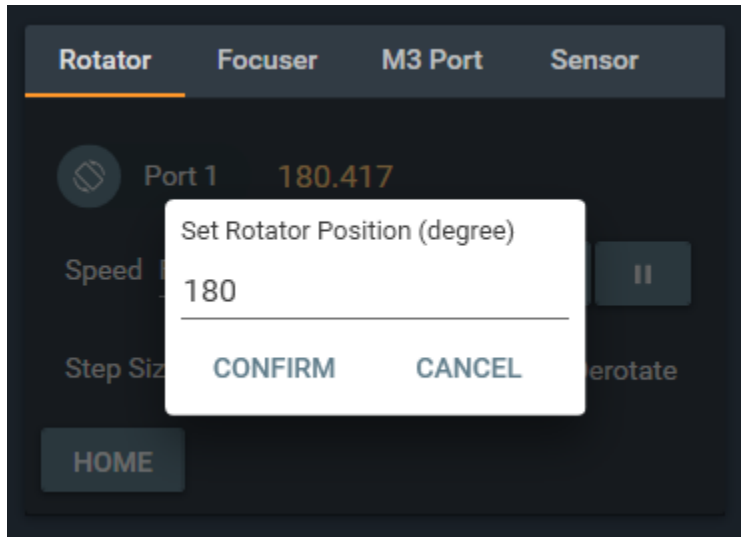 Rotator Focuser M3 Port Sensor
Port 1 180.417
Set Rotator Position (degree)
Speed
180
Step Siz
CONFIRM CANCEL
erotate
HOME